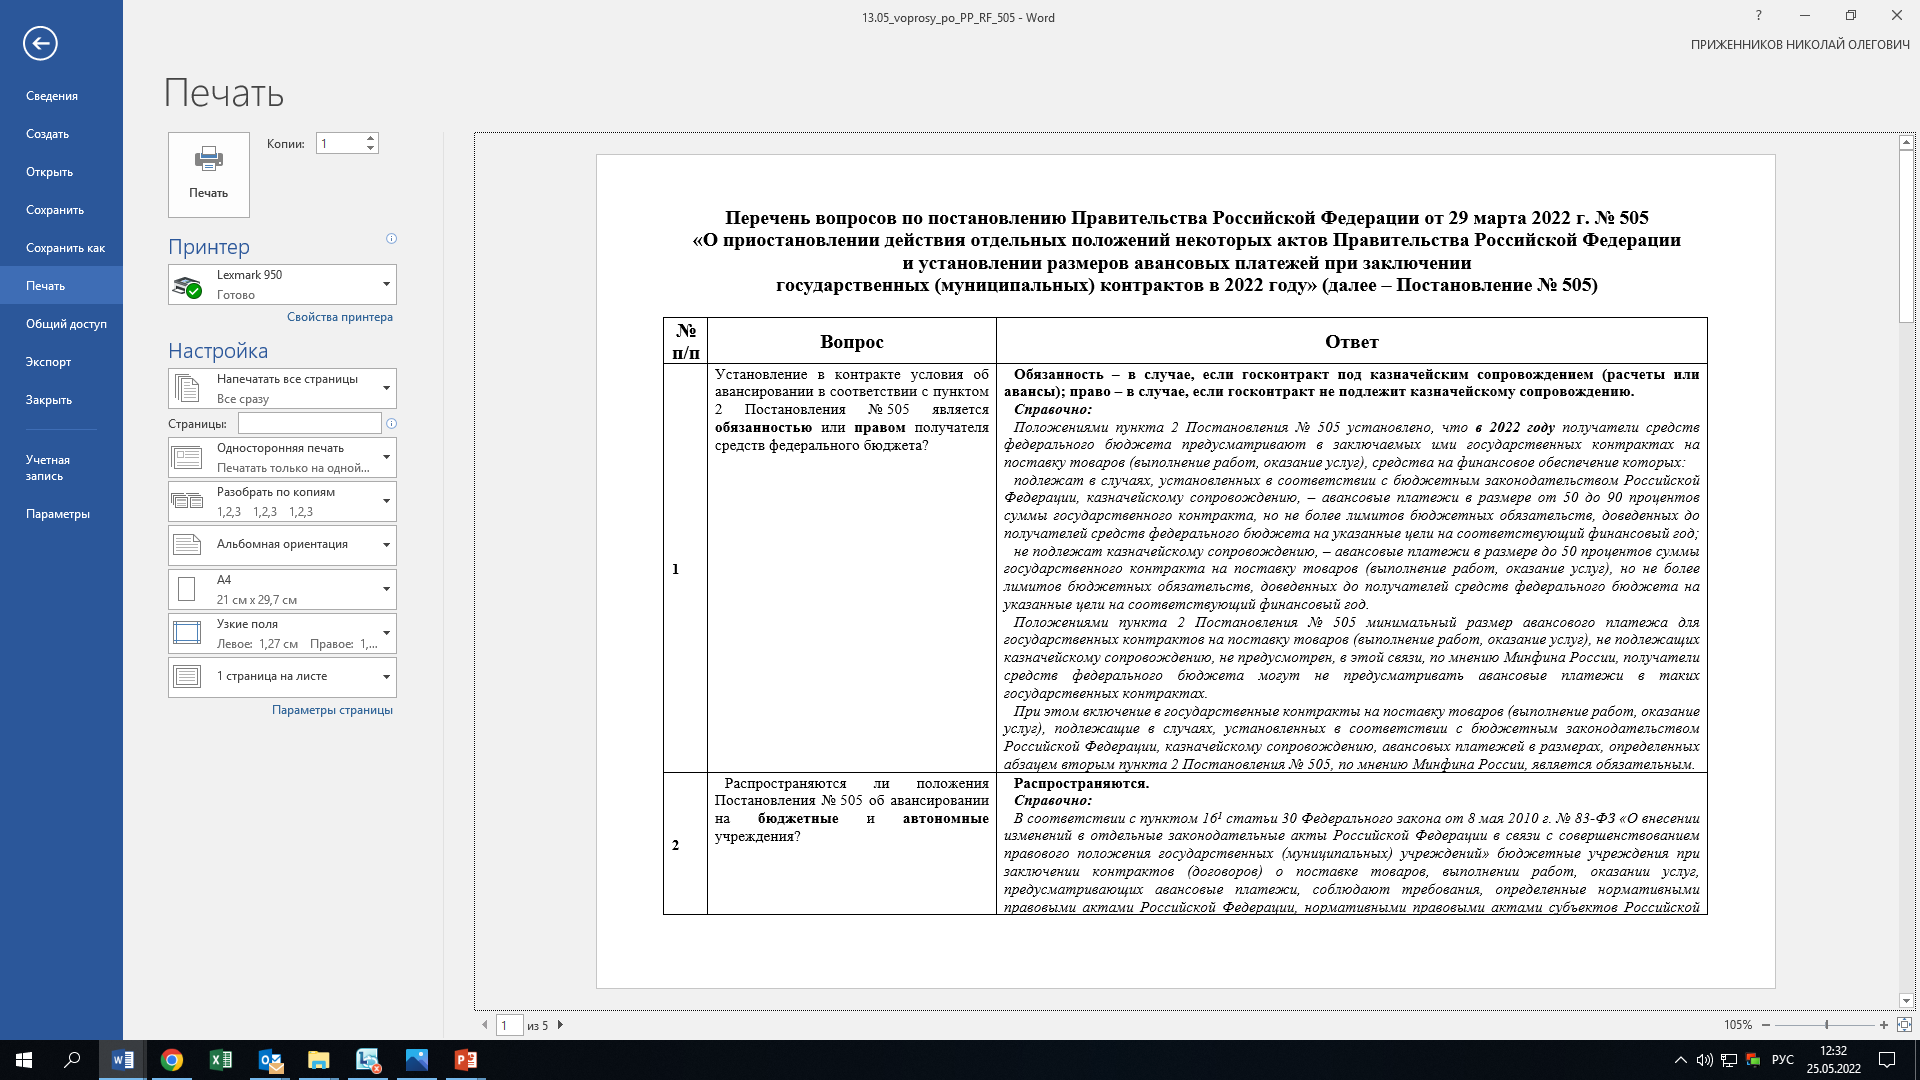 13.05_voprosy_po_PP_RF_505 - Word
?
ПРИЖЕННИКОВ НИКОЛАЙ ОЛЕГОВИЧ
Сведения
Создать
Открыть
Сохранить
Сохранить как
Печать
Общий доступ
Экспорт
Закрыть
Учетная
запись
Параметры
Печать
Печать
Копии: 1
Принтер
Lexmark 950
Готово
Свойства принтера
Настройка
Напечатать все страницы
Все сразу
Страницы:
Односторонняя печать
Печатать только на одной...
Разобрать по копиям
1,2,3 1,2,3 1,2,3
Альбомная ориентация
A4
21 см x 29,7 см
Узкие поля
Левое: 1,27 см Правое: 1,...
1 страница на листе
Параметры страницы
Перечень вопросов по постановлению Правительства Российской Федерации от 29 марта 2022 г. № 505
«О приостановлении действия отдельных положений некоторых актов Правительства Российской Федерации
и установлении размеров авансовых платежей при заключении
государственных (муниципальных) контрактов в 2022 году» (далее – Постановление № 505)
№
п/п
Вопрос
Ответ
1
Установление в контракте условия об
авансировании в соответствии с пунктом
2 Постановления № 505 является
обязанностью или правом получателя
средств федерального бюджета?
Обязанность – в случае, если госконтракт под казначейским сопровождением (расчеты или
авансы); право – в случае, если госконтракт не подлежит казначейскому сопровождению.
Справочно:
Положениями пункта 2 Постановления № 505 установлено, что в 2022 году получатели средств
федерального бюджета предусматривают в заключаемых ими государственных контрактах на
поставку товаров (выполнение работ, оказание услуг), средства на финансовое обеспечение которых:
подлежат в случаях, установленных в соответствии с бюджетным законодательством Российской
Федерации, казначейскому сопровождению, – авансовые платежи в размере от 50 до 90 процентов
суммы государственного контракта, но не более лимитов бюджетных обязательств, доведенных до
получателей средств федерального бюджета на указанные цели на соответствующий финансовый год;
не подлежат казначейскому сопровождению, – авансовые платежи в размере до 50 процентов суммы
государственного контракта на поставку товаров (выполнение работ, оказание услуг), но не более
лимитов бюджетных обязательств, доведенных до получателей средств федерального бюджета на
указанные цели на соответствующий финансовый год.
Положениями пункта 2 Постановления № 505 минимальный размер авансового платежа для
государственных контрактов на поставку товаров (выполнение работ, оказание услуг), не подлежащих
казначейскому сопровождению, не предусмотрен, в этой связи, по мнению Минфина России, получатели
средств федерального бюджета могут не предусматривать авансовые платежи в таких
государственных контрактах.
При этом включение в государственные контракты на поставку товаров (выполнение работ, оказание
услуг), подлежащие в случаях, установленных в соответствии с бюджетным законодательством
Российской Федерации, казначейскому сопровождению, авансовых платежей в размерах, определенных
абзацем вторым пункта 2 Постановления № 505, по мнению Минфина России, является обязательным.
2
Распространяются ли положения
Постановления № 505 об авансировании
на бюджетные и автономные
учреждения?
Распространяются.
Справочно:
В соответствии с пунктом 16¹ статьи 30 Федерального закона от 8 мая 2010 г. № 83-ФЗ «О внесении
изменений в отдельные законодательные акты Российской Федерации в связи с совершенствованием
правового положения государственных (муниципальных) учреждений» бюджетные учреждения при
заключении контрактов (договоров) о поставке товаров, выполнении работ, оказании услуг,
предусматривающих авансовые платежи, соблюдают требования, определенные нормативными
правовыми актами Российской Федерации, нормативными правовыми актами субъектов Российской
1 из 5
105%
РУС
12:32
25.05.2022